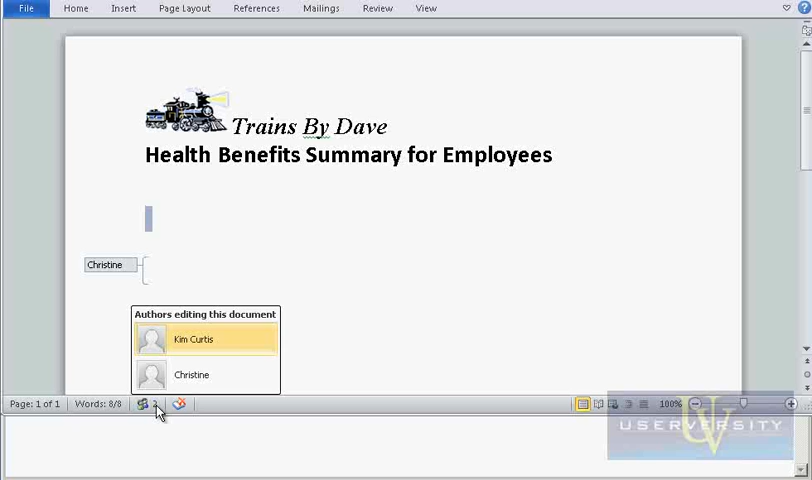 File Home Insert Page Layout References Mailings Review View
Trains By Dave
Health Benefits Summary for Employees
Christine
Authors editing this document
Kim Curtis
Christine
Page: 1 of 1 Words: 8/8 2 100%
USERVERSITY